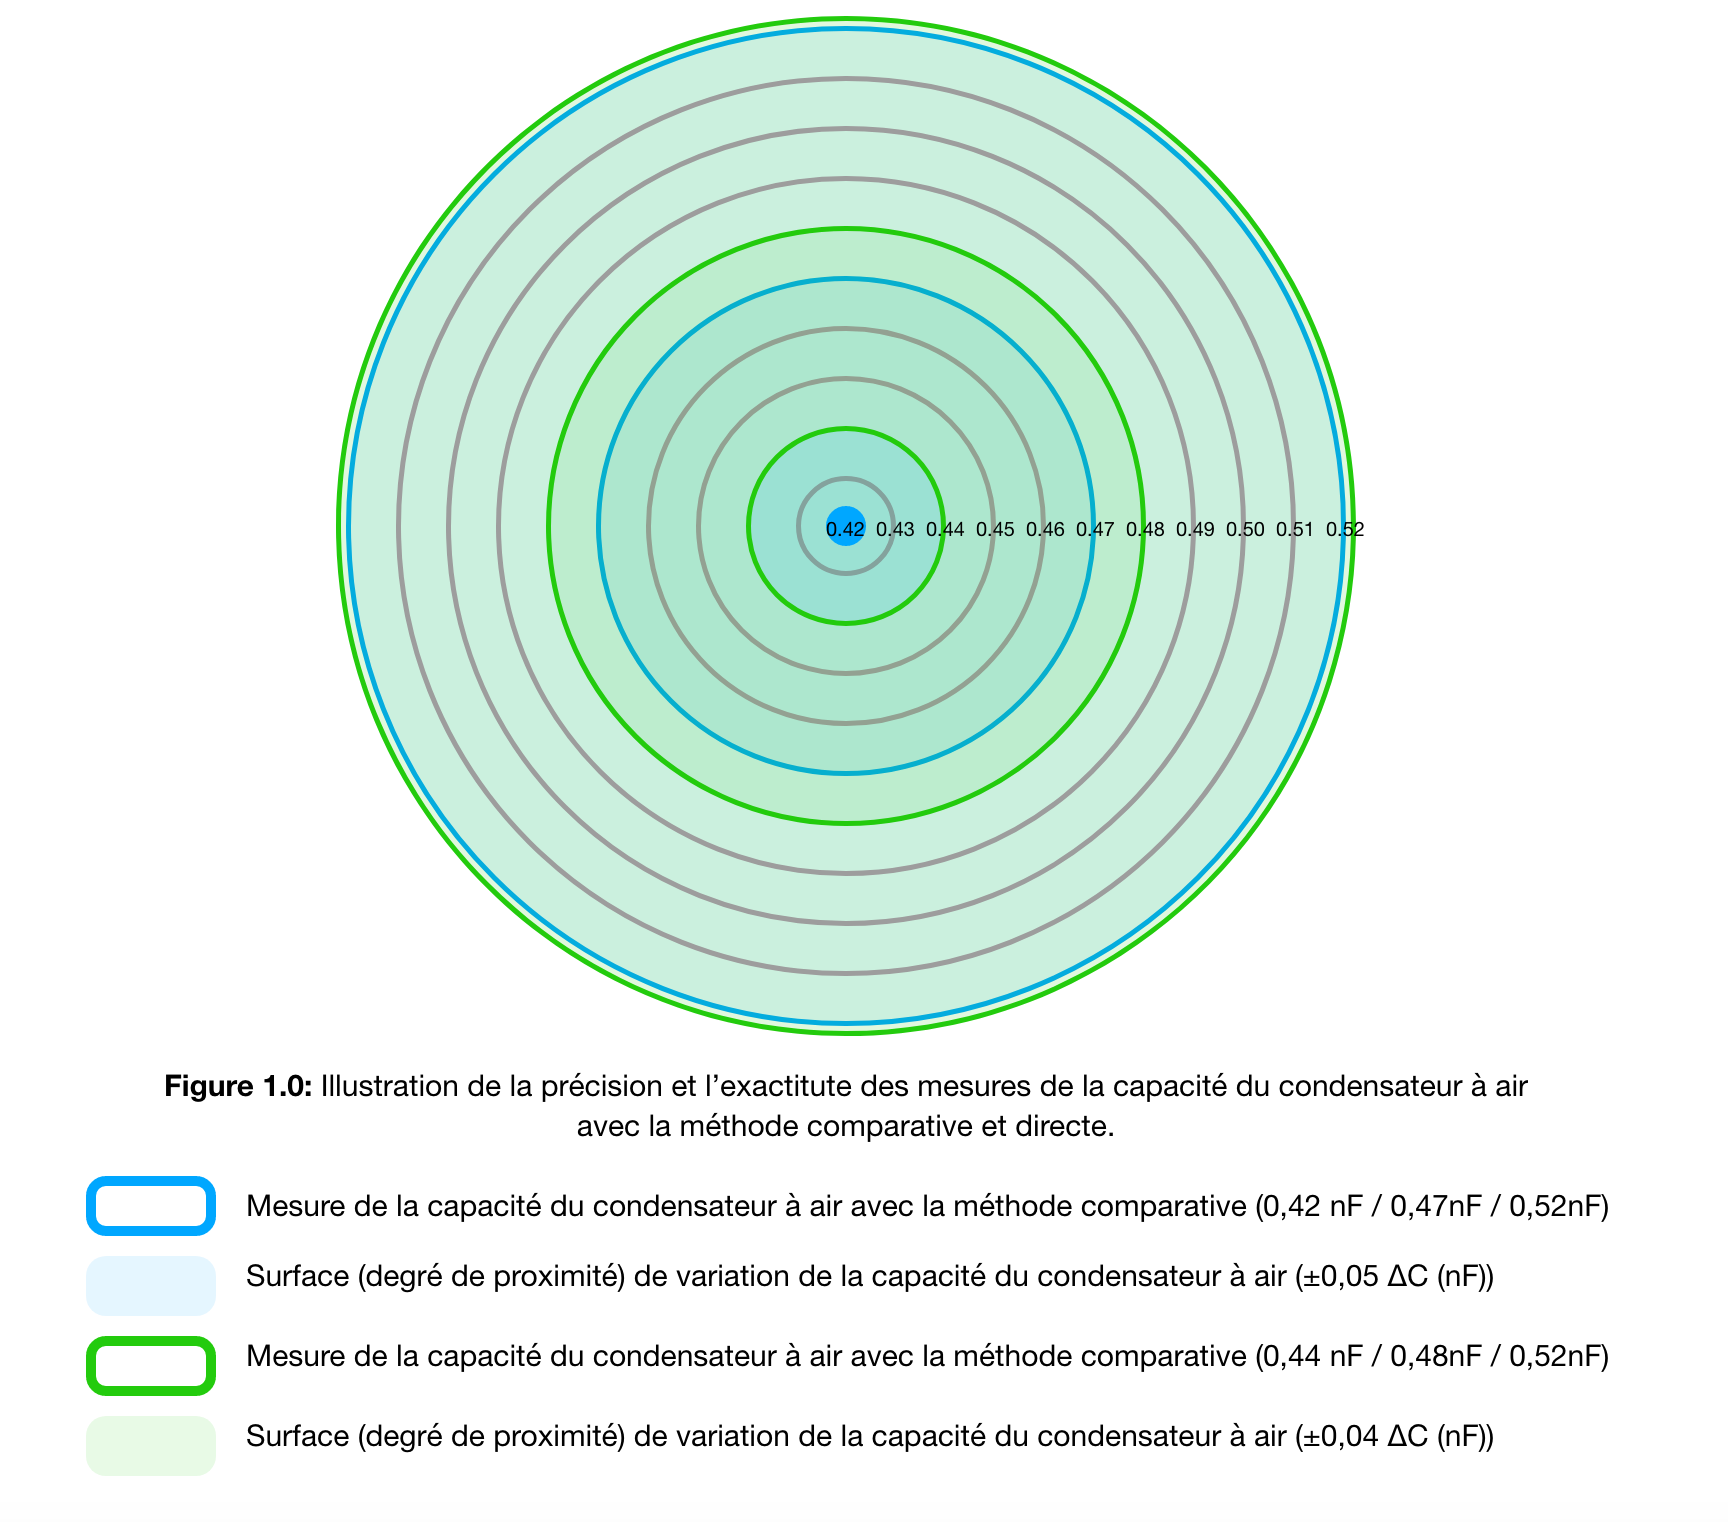 0.42 0.43 0.44 0.45 0.46 0.47 0.48 0.49 0.50 0.51 0.52
Figure 1.0: Illustration de la précision et l’exactitute des mesures de la capacité du condensateur à air
avec la méthode comparative et directe.
Mesure de la capacité du condensateur à air avec la méthode comparative (0,42 nF / 0,47nF / 0,52nF)
Surface (degré de proximité) de variation de la capacité du condensateur à air (±0,05 ΔC (nF))
Mesure de la capacité du condensateur à air avec la méthode comparative (0,44 nF / 0,48nF / 0,52nF)
Surface (degré de proximité) de variation de la capacité du condensateur à air (±0,04 ΔC (nF))